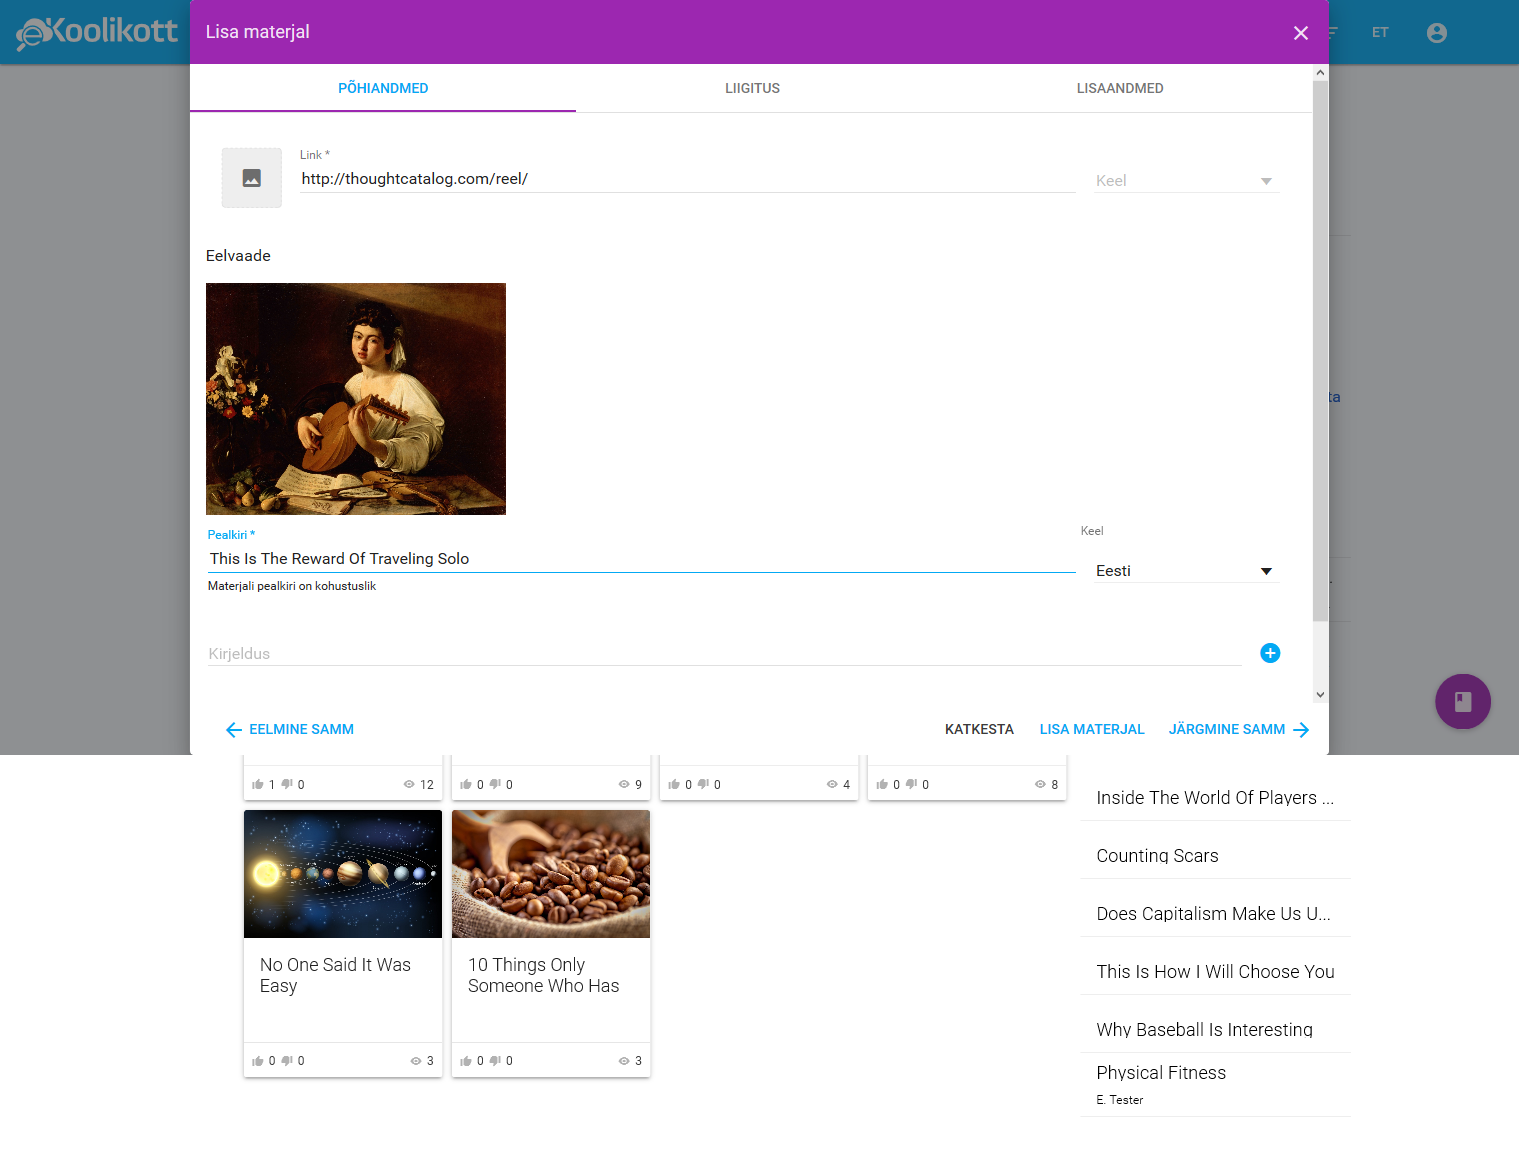 eKoolikott
Lisa materjal
ET
PÕHIANDMED
LIIGITUS
LISAANDMED
Link *
http://thoughtcatalog.com/reel/
Keel
Eelvaade
ta
Pealkiri *
Keel
This Is The Reward Of Traveling Solo
Eesti
Materjali pealkiri on kohustuslik
Kirjeldus
EELMINE SAMM
KATKESTA
LISA MATERJAL
JÄRGMINE SAMM
1 0 12
0 0 9
0 0 4
0 0 8
No One Said It Was
Easy
0 0 3
10 Things Only
Someone Who Has
0 0 3
Inside The World Of Players ...
Counting Scars
Does Capitalism Make Us U...
This Is How I Will Choose You
Why Baseball Is Interesting
Physical Fitness
E. Tester